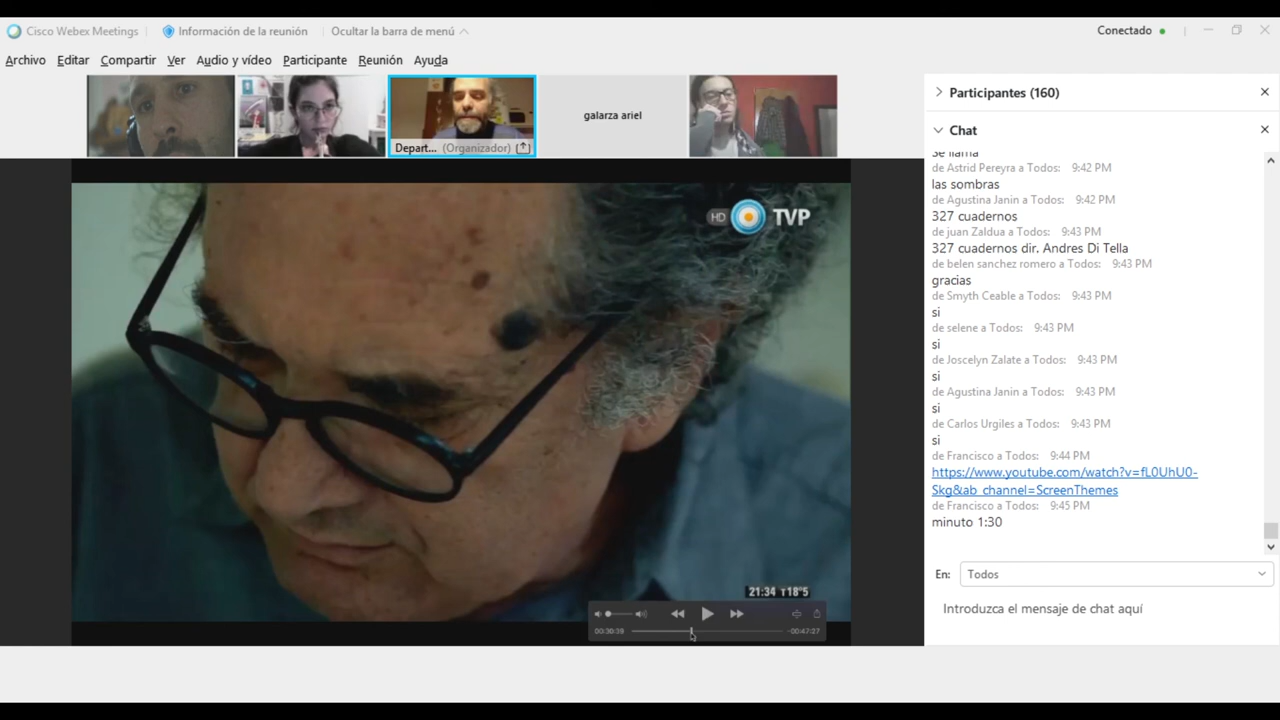 Cisco Webex Meetings
Información de la reunión
Ocultar la barra de menú
Conectado
Archivo Editar Compartir Ver Audio y vídeo Participante Reunión Ayuda
Depart... (Organizador)
galarza ariel
HD TVP
21:34 T18°5
00:30:39 -00:47:27
Participantes (160)
Chat
Se llama
de Astrid Pereyra a Todos: 9:42 PM
las sombras
de Agustina Janin a Todos: 9:42 PM
327 cuadernos
de juan Zaldua a Todos: 9:43 PM
327 cuadernos dir. Andres Di Tella
de belen sanchez romero a Todos: 9:43 PM
gracias
de Smyth Ceable a Todos: 9:43 PM
si
de selene a Todos: 9:43 PM
si
de Joscelyn Zalate a Todos: 9:43 PM
si
de Agustina Janin a Todos: 9:43 PM
si
de Carlos Urgiles a Todos: 9:43 PM
si
de Francisco a Todos: 9:44 PM
https://www.youtube.com/watch?v=fL0UhU0-
Skg&ab_channel=ScreenThemes
de Francisco a Todos: 9:45 PM
minuto 1:30
En: Todos
Introduzca el mensaje de chat aquí